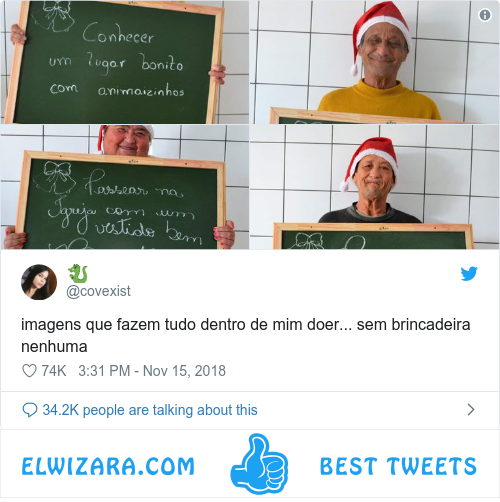 Conhecer
um lugar bonito
com animaizinhos
Passear na
Igreja com um
vestido bem
@covexist
imagens que fazem tudo dentro de mim doer... sem brincadeira
nenhuma
74K 3:31 PM - Nov 15, 2018
34.2K people are talking about this
ELWIZARA.COM BEST TWEETS